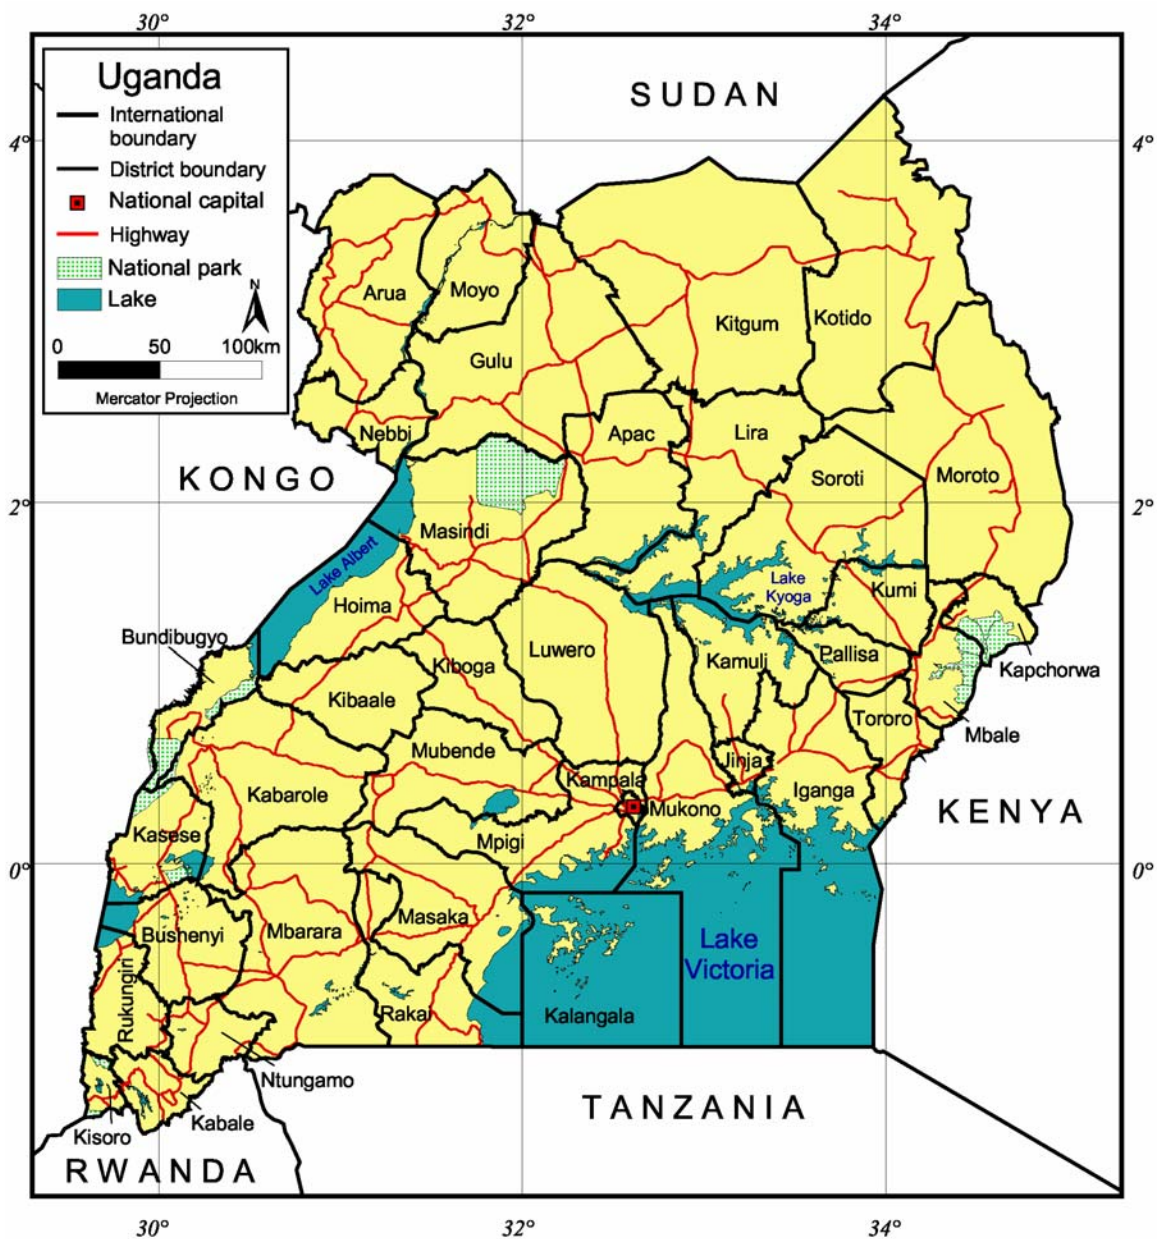 30°
32°
34°
Uganda
International
boundary
District boundary
National capital
Highway
National park
Lake
N
0
50
100km
Mercator Projection
SUDAN
4°
4°
Arua
Moyo
Kitgum
Kotido
Gulu
Nebbi
Apac
Lira
KONGO
Soroti
Moroto
2°
2°
Masindi
Lake Albert
Lake
Kyoga
Kumi
Hoima
Bundibugyo
Luwero
Kiboga
Kamuli
Pallisa
Kapchorwa
Kibaale
Tororo
Mbale
Mubende
Jinja
Kampala
Kabarole
Iganga
Mukono
KENYA
Kasese
Mpigi
0°
0°
Masaka
Bushenyi
Mbarara
Lake
Victoria
Rukungiri
Rakai
Kalangala
Ntungamo
TANZANIA
Kabale
Kisoro
RWANDA
30°
32°
34°